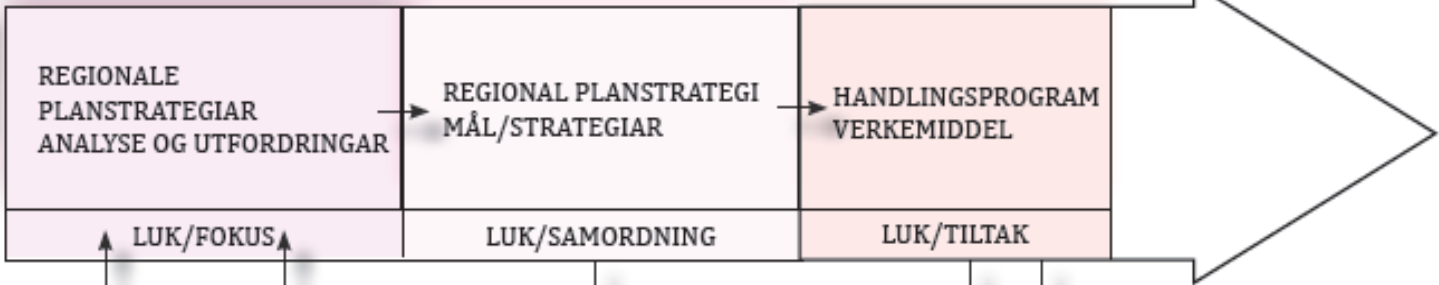 REGIONALE
PLANSTRATEGIAR
ANALYSE OG UTFORDRINGAR
REGIONAL PLANSTRATEGI
MÅL/STRATEGIAR
HANDLINGSPROGRAM
VERKEMIDDEL
LUK/FOKUS
LUK/SAMORDNING
LUK/TILTAK